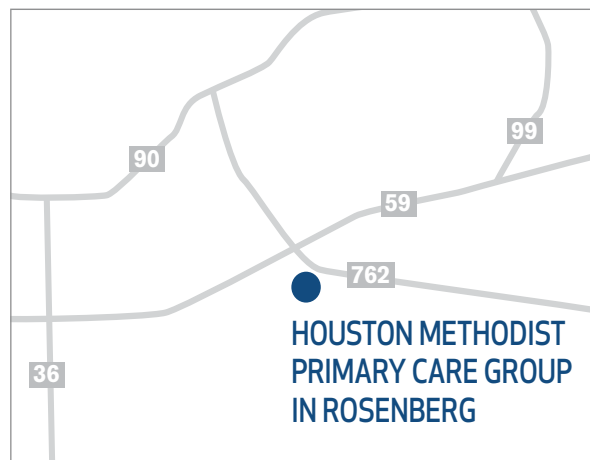 99
90
59
762
HOUSTON METHODIST
PRIMARY CARE GROUP
IN ROSENBERG
36